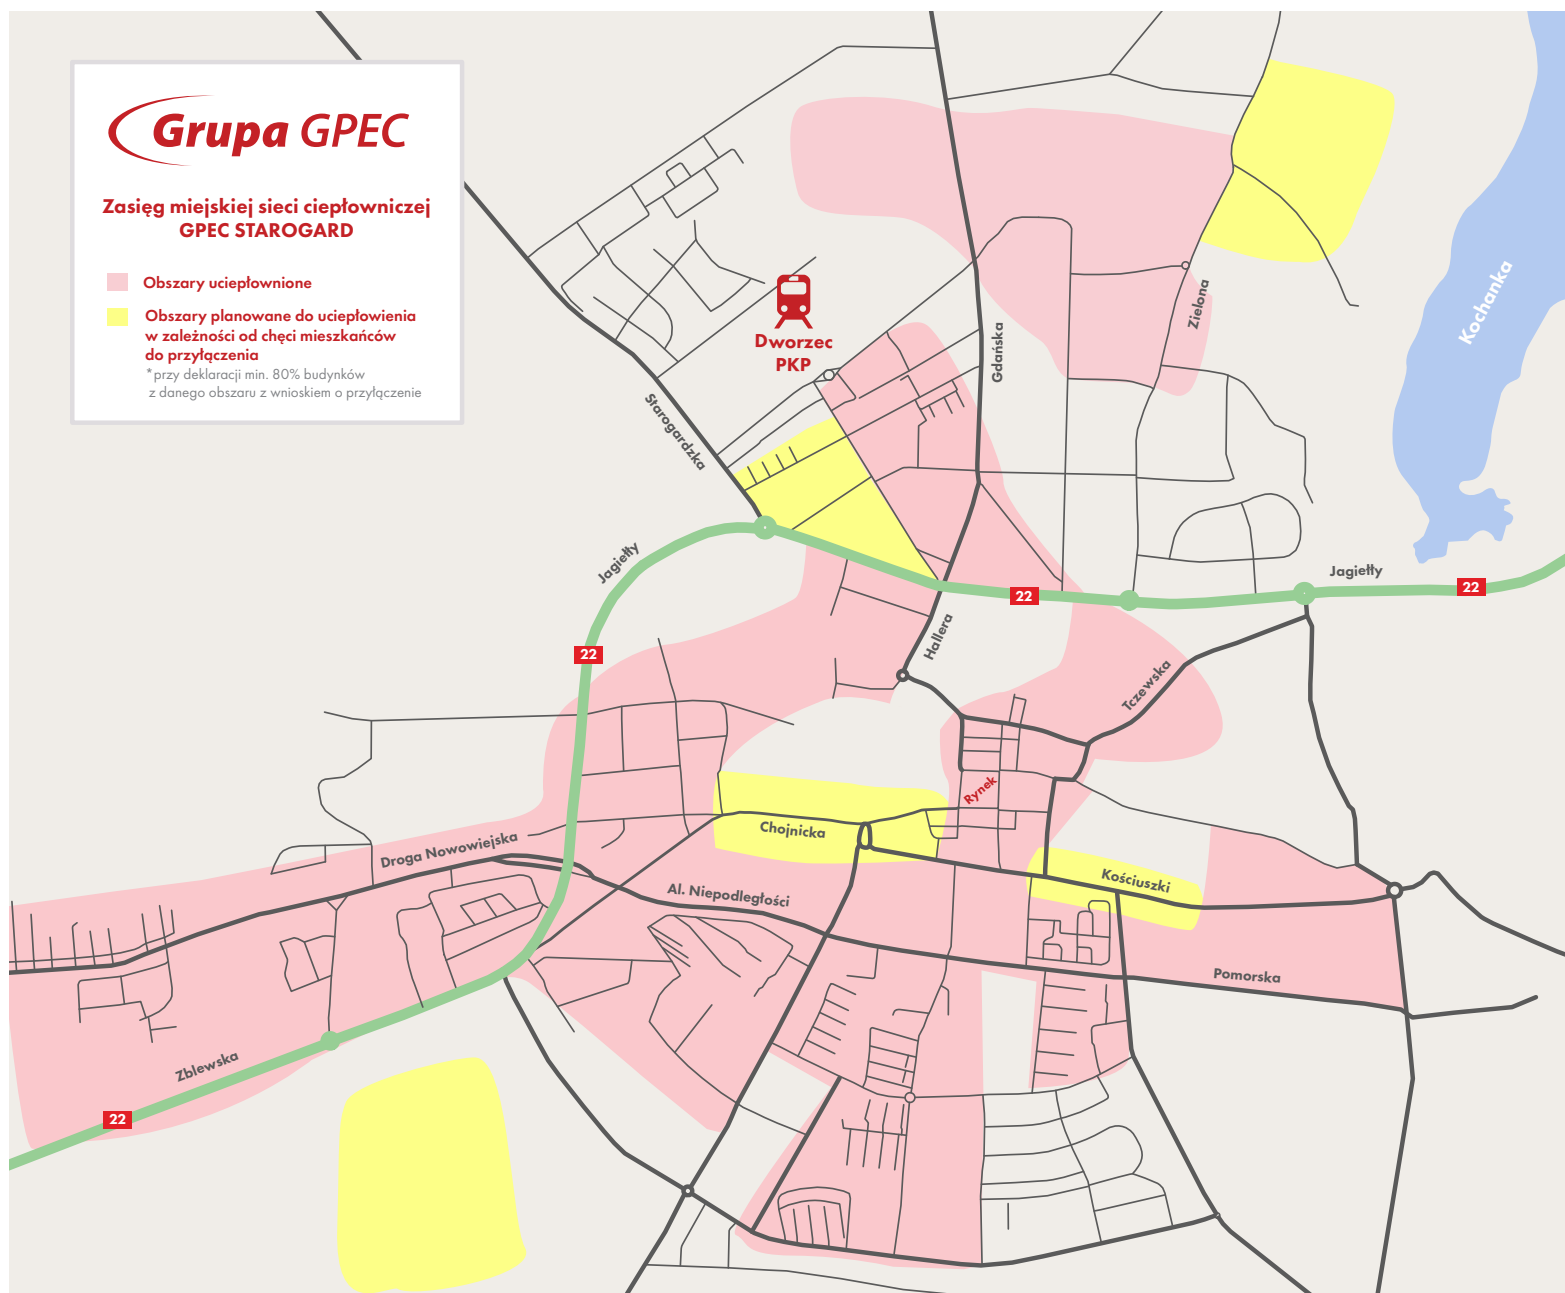 Grupa GPEC
Zasięg miejskiej sieci ciepłowniczej
GPEC STAROGARD
Obszary uciepłownione
Obszary planowane do uciepłowienia
w zależności od chęci mieszkańców
do przyłączenia
*przy deklaracji min. 80% budynków
z danego obszaru z wnioskiem o przyłączenie
Dworzec
PKP
Kochanka
Zielona
Gdańska
Starogardzka
Jagiełły
Jagiełły
22
22
22
Hallera
Tczewska
Rynek
Chojnicka
Droga Nowowiejska
Al. Niepodległości
Kościuszki
Pomorska
Zblewska
22